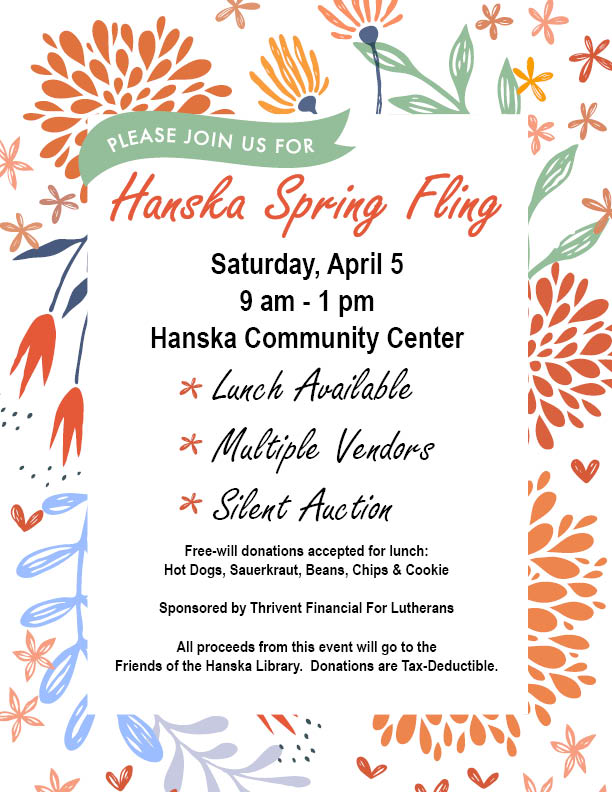 PLEASE JOIN US FOR
Hanska Spring Fling
Saturday, April 5
9 am - 1 pm
Hanska Community Center
Lunch Available
Multiple Vendors
Silent Auction
Free-will donations accepted for lunch:
Hot Dogs, Sauerkraut, Beans, Chips & Cookie
Sponsored by Thrivent Financial For Lutherans
All proceeds from this event will go to the
Friends of the Hanska Library.  Donations are Tax-Deductible.